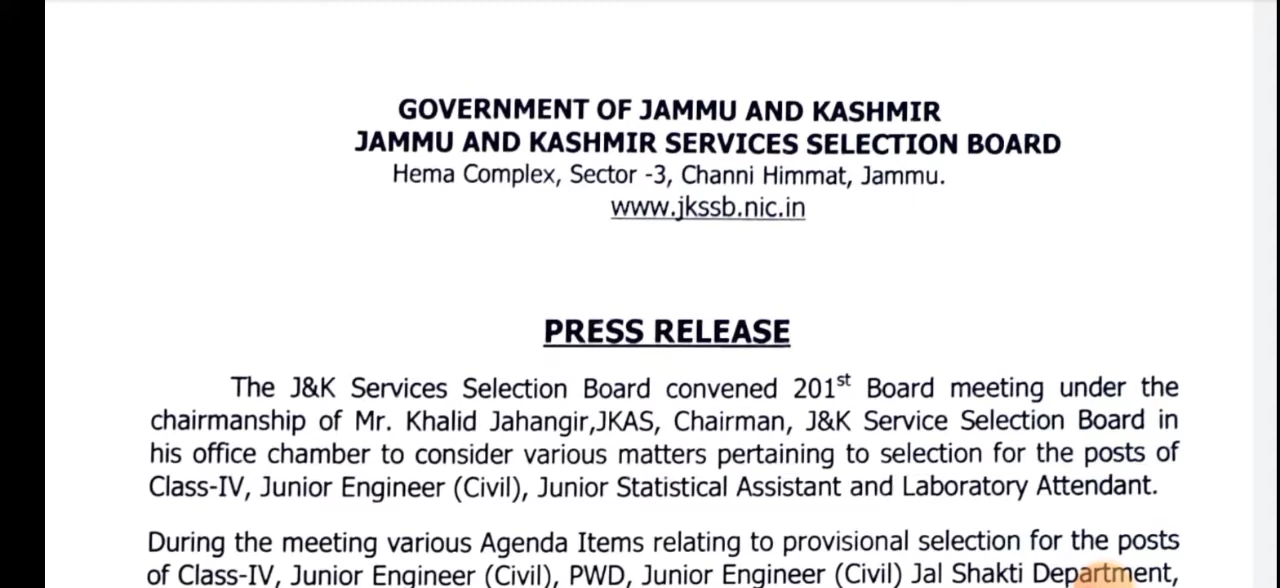 GOVERNMENT OF JAMMU AND KASHMIR
JAMMU AND KASHMIR SERVICES SELECTION BOARD
Hema Complex, Sector -3, Channi Himmat, Jammu.
www.jkssb.nic.in
PRESS RELEASE
The J&K Services Selection Board convened 201st Board meeting under the
chairmanship of Mr. Khalid Jahangir,JKAS, Chairman, J&K Service Selection Board in
his office chamber to consider various matters pertaining to selection for the posts of
Class-IV, Junior Engineer (Civil), Junior Statistical Assistant and Laboratory Attendant.
During the meeting various Agenda Items relating to provisional selection for the posts
of Class-IV, Junior Engineer (Civil), PWD, Junior Engineer (Civil) Jal Shakti Department,